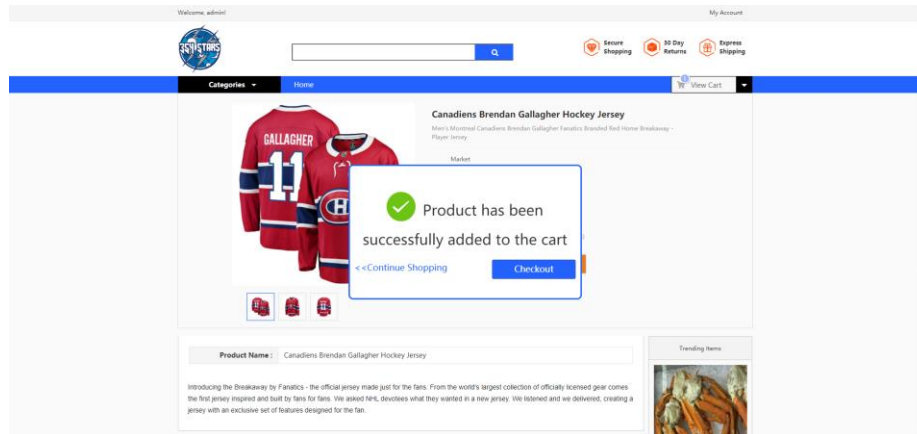 Welcome, admin!
My Account
354 STARS
Secure
Shopping
30 Day
Returns
Express
Shipping
Categories
Home
View Cart
Canadiens Brendan Gallagher Hockey Jersey
Men's Montreal Canadiens Brendan Gallagher Fanatics Branded Red Home Breakaway -
Player Jersey
Market
GALLAGHER
11
Product has been
successfully added to the cart
<<Continue Shopping
Checkout
Product Name :
Canadiens Brendan Gallagher Hockey Jersey
Trending Items
Introducing the Breakaway by Fanatics - the official jersey made just for the fans. From the world's largest collection of officially licensed gear comes
the first jersey inspired and built by fans for fans. We asked NHL devotees what they wanted in a new jersey. We listened and we delivered, creating a
jersey with an exclusive set of features designed for the fan.